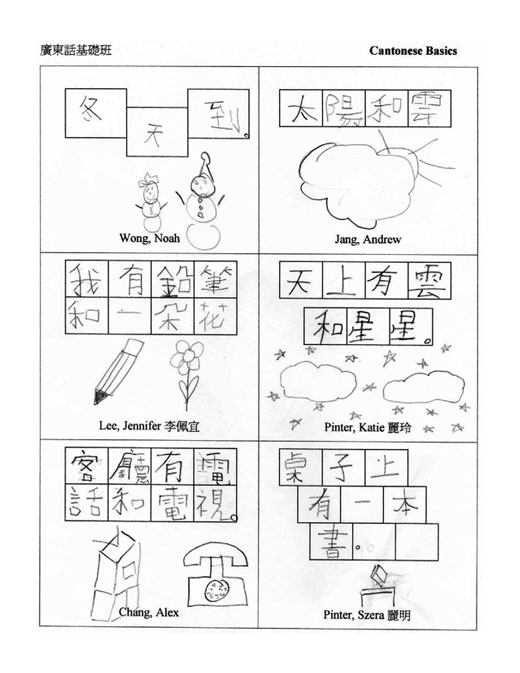 廣東話基礎班 Cantonese Basics
冬天到。
Wong, Noah
太陽和雲
Jang, Andrew
我有鉛筆
和一朵花
Lee, Jennifer 李佩宜
天上有雲
和星星。
Pinter, Katie 麗玲
客廳有電
話和電視。
Chang, Alex
桌子上
有一本
書。
Pinter, Szera 麗明